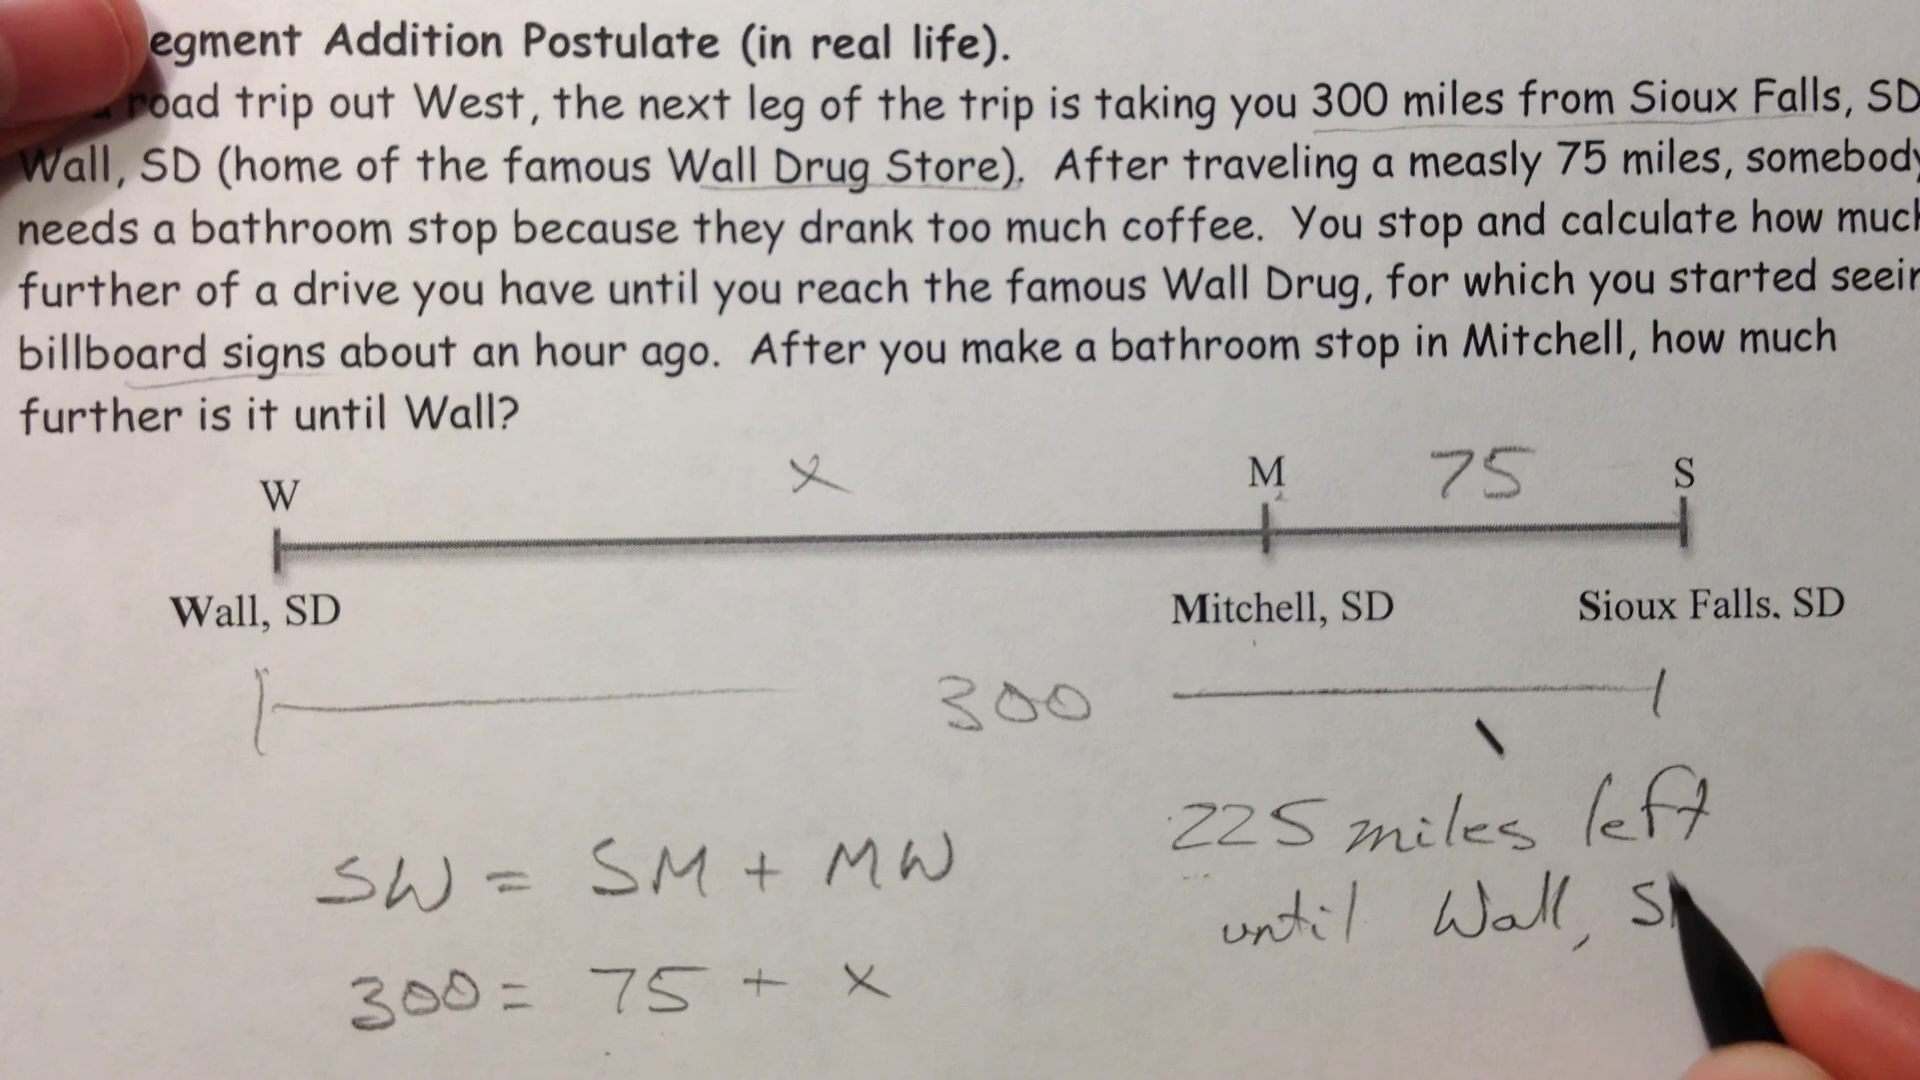 egment Addition Postulate (in real life).
road trip out West, the next leg of the trip is taking you 300 miles from Sioux Falls, SD
Wall, SD (home of the famous Wall Drug Store). After traveling a measly 75 miles, somebody
needs a bathroom stop because they drank too much coffee. You stop and calculate how much
further of a drive you have until you reach the famous Wall Drug, for which you started seein
billboard signs about an hour ago. After you make a bathroom stop in Mitchell, how much
further is it until Wall?
W x M 75 S
Wall, SD Mitchell, SD Sioux Falls. SD
300
225 miles left
SW = SM + MW
until Wall, S
300 = 75 + x